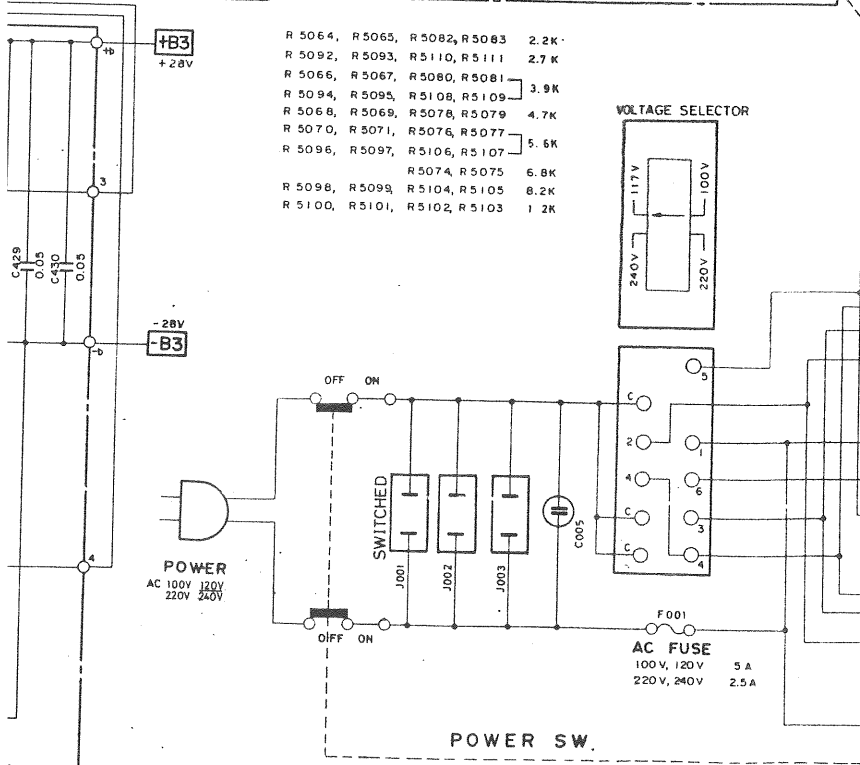 R 5064, R 5065, R 5082, R 5083 2.2K
R 5092, R 5093, R 5110, R 5111 2.7K
R 5066, R 5067, R 5080, R 5081
R 5094, R 5095, R 5108, R 5109 3.9K
R 5068, R 5069, R 5078, R 5079 4.7K
R 5070, R 5071, R 5076, R 5077
R 5096, R 5097, R 5106, R 5107 5.6K
R 5074, R 5075 6.8K
R 5098, R 5099, R 5104, R 5105 8.2K
R 5100, R 5101, R 5102, R 5103 12K
+b
+B3
+28V
3
C429
0.05
C430
0.05
-28V
-B3
-b
4
VOLTAGE SELECTOR
117V
100V
240V
220V
OFF ON
SWITCHED
J001
J002
J003
C005
C
2
4
C
C
5
1
6
3
4
POWER
AC 100V 120V
220V 240V
OFF ON
F001
AC FUSE
100V, 120V 5A
220V, 240V 2.5A
POWER SW.